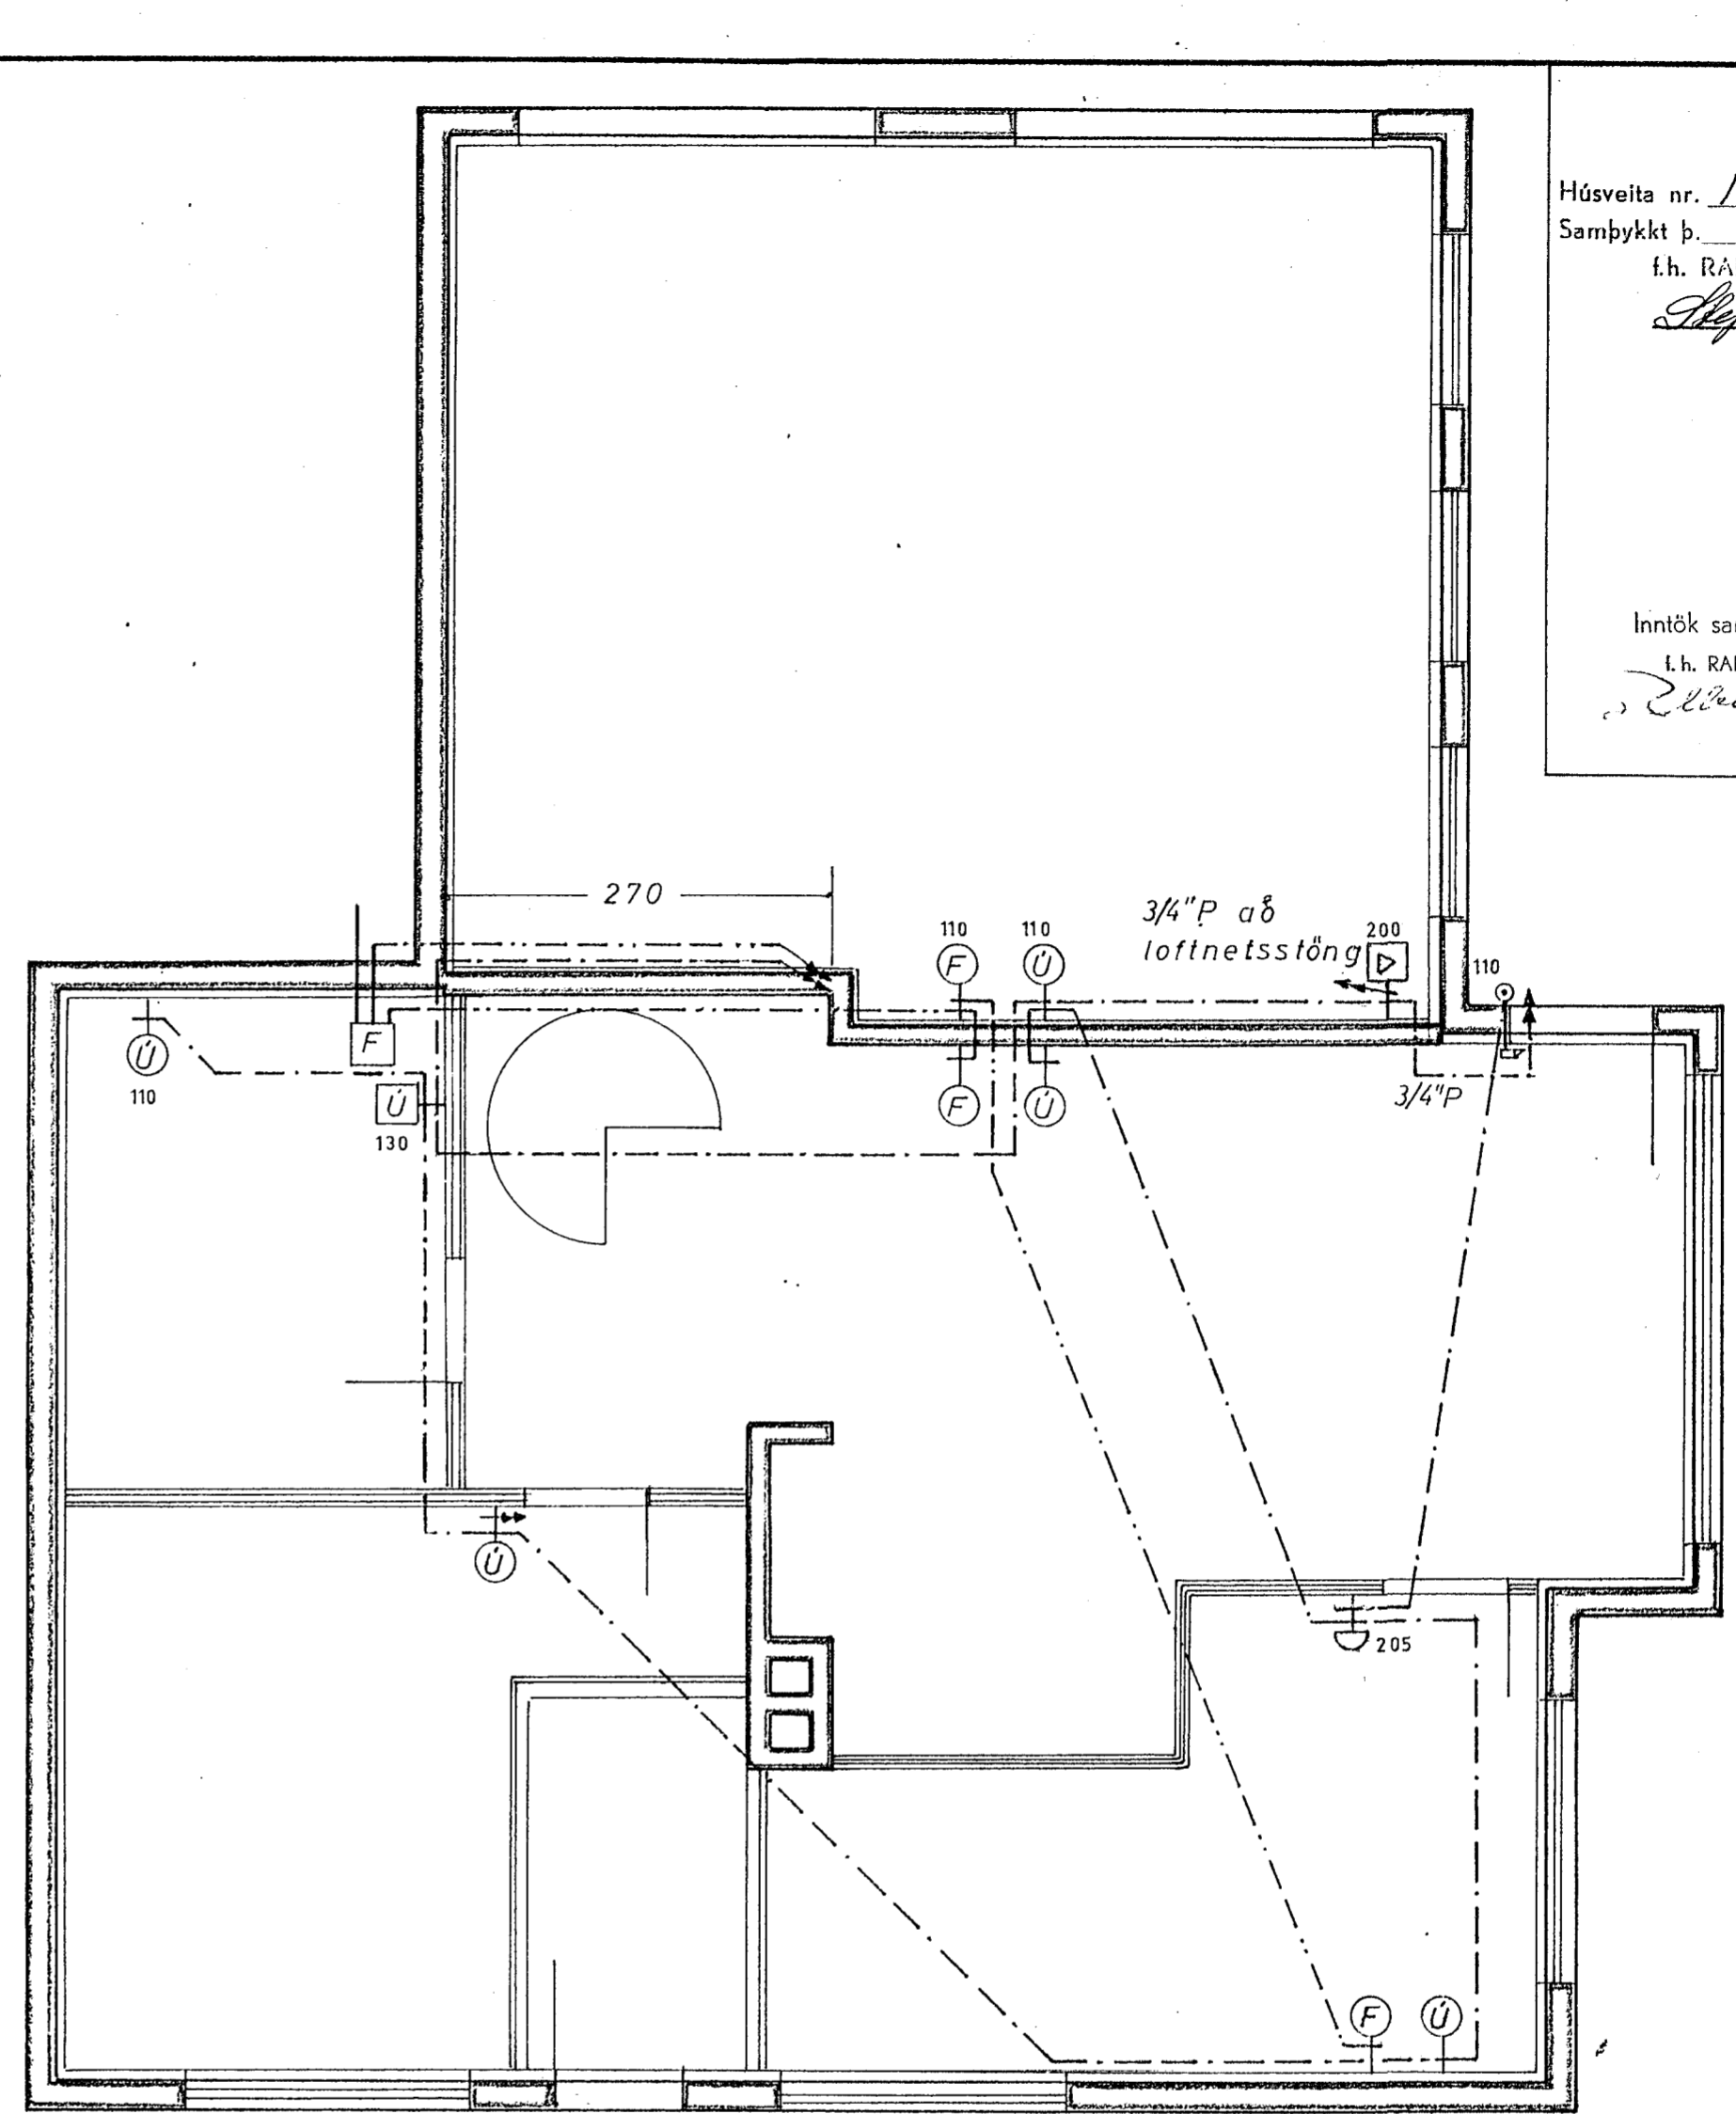 Húsveita nr.
Samþykkt þ.
f.h. RA
Inntök sa
f.h. RA
270
3/4"P að
loftnetsstöng
200
110
110
110
F
Ú
F
Ú
110
Ú
130
F
Ú
3/4"P
Ú
205
F
Ú